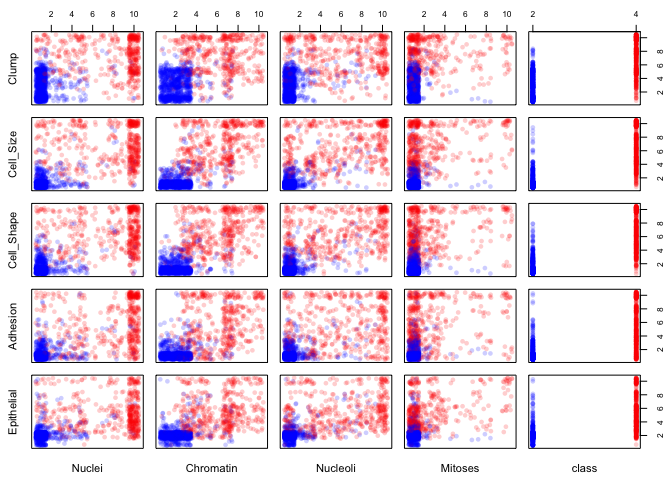 2 4 6 8 10
2 4 6 8 10
2 4 6 8 10
2 4 6 8 10
2 4
Clump
2 4 6 8
Cell_Size
2 4 6 8
Cell_Shape
2 4 6 8
Adhesion
2 4 6 8
Epithelial
2 4 6 8
Nuclei
Chromatin
Nucleoli
Mitoses
class